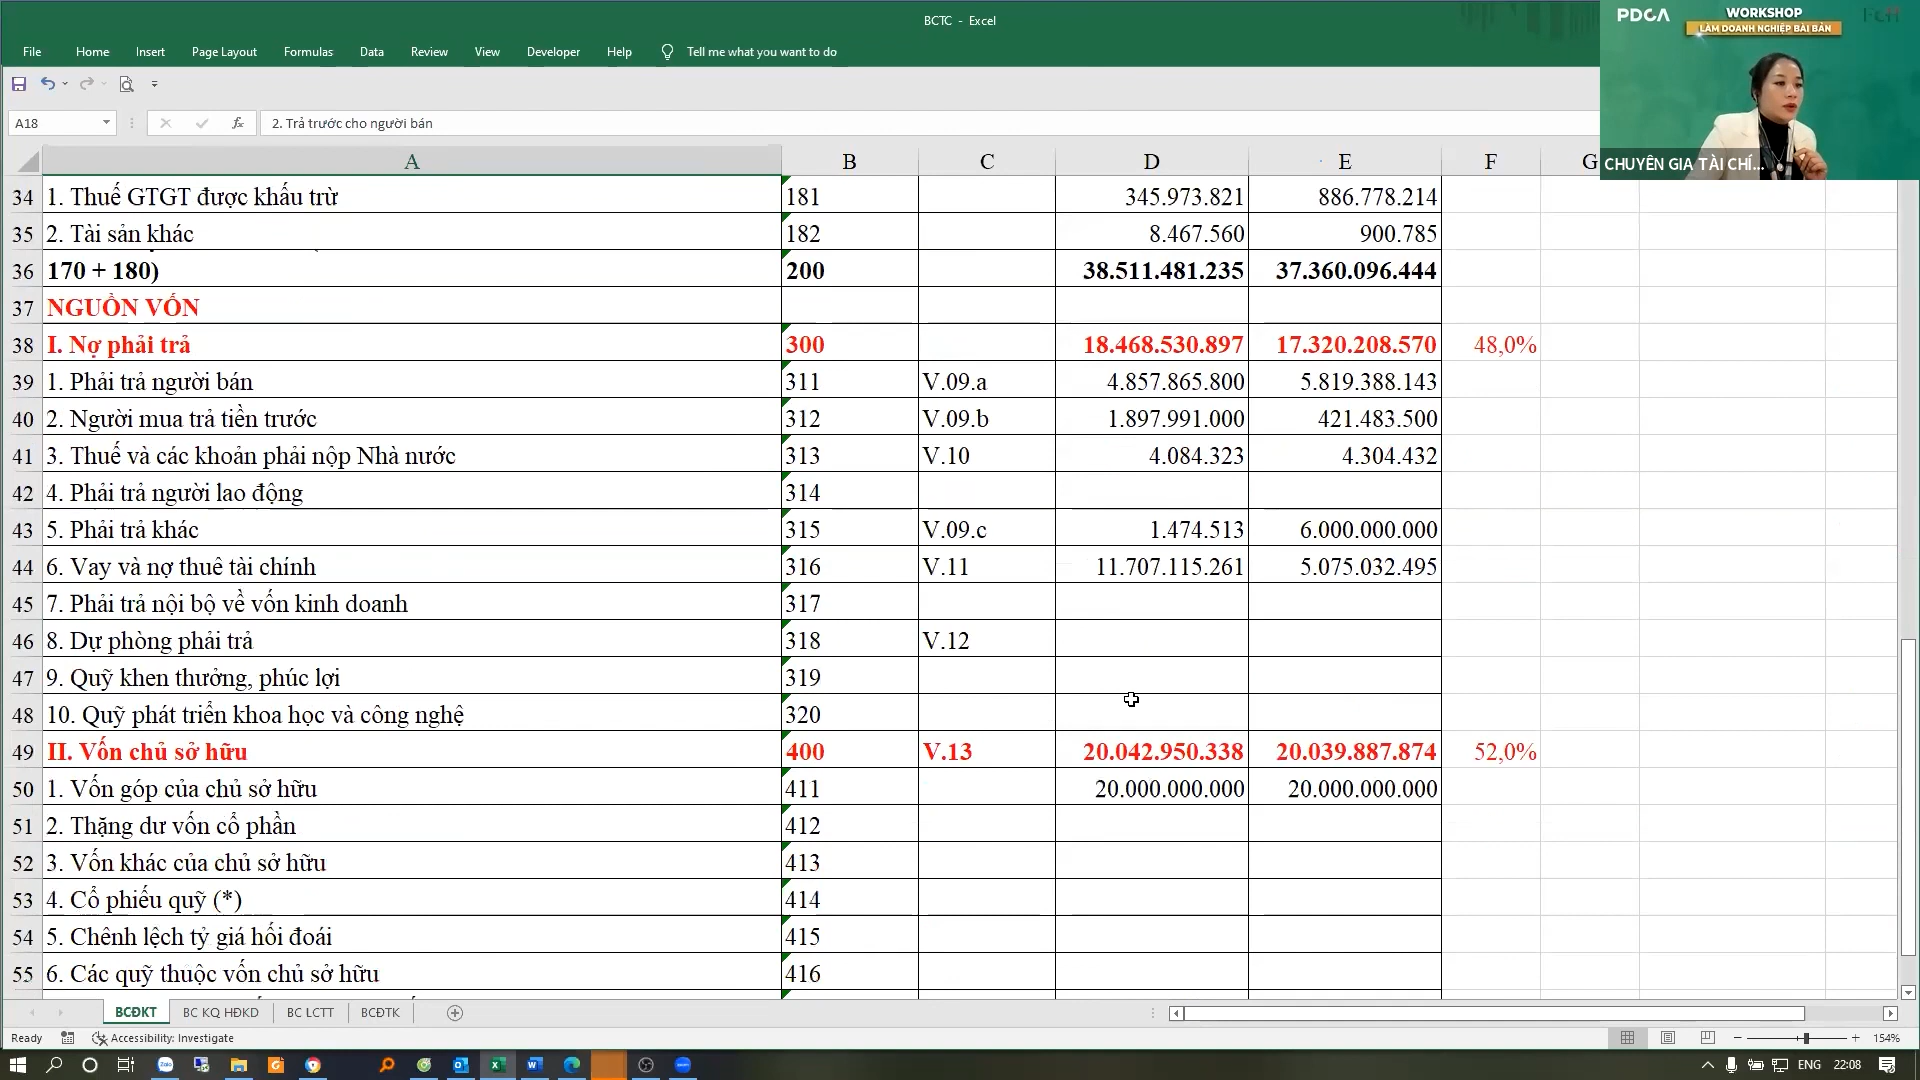 BCTC - Excel
PDCA
WORKSHOP
LÀM DOANH NGHIỆP BÀI BẢN
CHUYÊN GIA TÀI CHÍ...
File Home Insert Page Layout Formulas Data Review View Developer Help Tell me what you want to do
A18 fx 2. Trả trước cho người bán
A B C D E F G
34 1. Thuế GTGT được khấu trừ 181 345.973.821 886.778.214
35 2. Tài sản khác 182 8.467.560 900.785
36 170 + 180) 200 38.511.481.235 37.360.096.444
37 NGUỒN VỐN
38 I. Nợ phải trả 300 18.468.530.897 17.320.208.570 48,0%
39 1. Phải trả người bán 311 V.09.a 4.857.865.800 5.819.388.143
40 2. Người mua trả tiền trước 312 V.09.b 1.897.991.000 421.483.500
41 3. Thuế và các khoản phải nộp Nhà nước 313 V.10 4.084.323 4.304.432
42 4. Phải trả người lao động 314
43 5. Phải trả khác 315 V.09.c 1.474.513 6.000.000.000
44 6. Vay và nợ thuê tài chính 316 V.11 11.707.115.261 5.075.032.495
45 7. Phải trả nội bộ về vốn kinh doanh 317
46 8. Dự phòng phải trả 318 V.12
47 9. Quỹ khen thưởng, phúc lợi 319
48 10. Quỹ phát triển khoa học và công nghệ 320
49 II. Vốn chủ sở hữu 400 V.13 20.042.950.338 20.039.887.874 52,0%
50 1. Vốn góp của chủ sở hữu 411 20.000.000.000 20.000.000.000
51 2. Thặng dư vốn cổ phần 412
52 3. Vốn khác của chủ sở hữu 413
53 4. Cổ phiếu quỹ (*) 414
54 5. Chênh lệch tỷ giá hối đoái 415
55 6. Các quỹ thuộc vốn chủ sở hữu 416
BCĐKT BC KQ HĐKD BC LCTT BCĐTK
Ready Accessibility: Investigate 154%
ENG 22:08